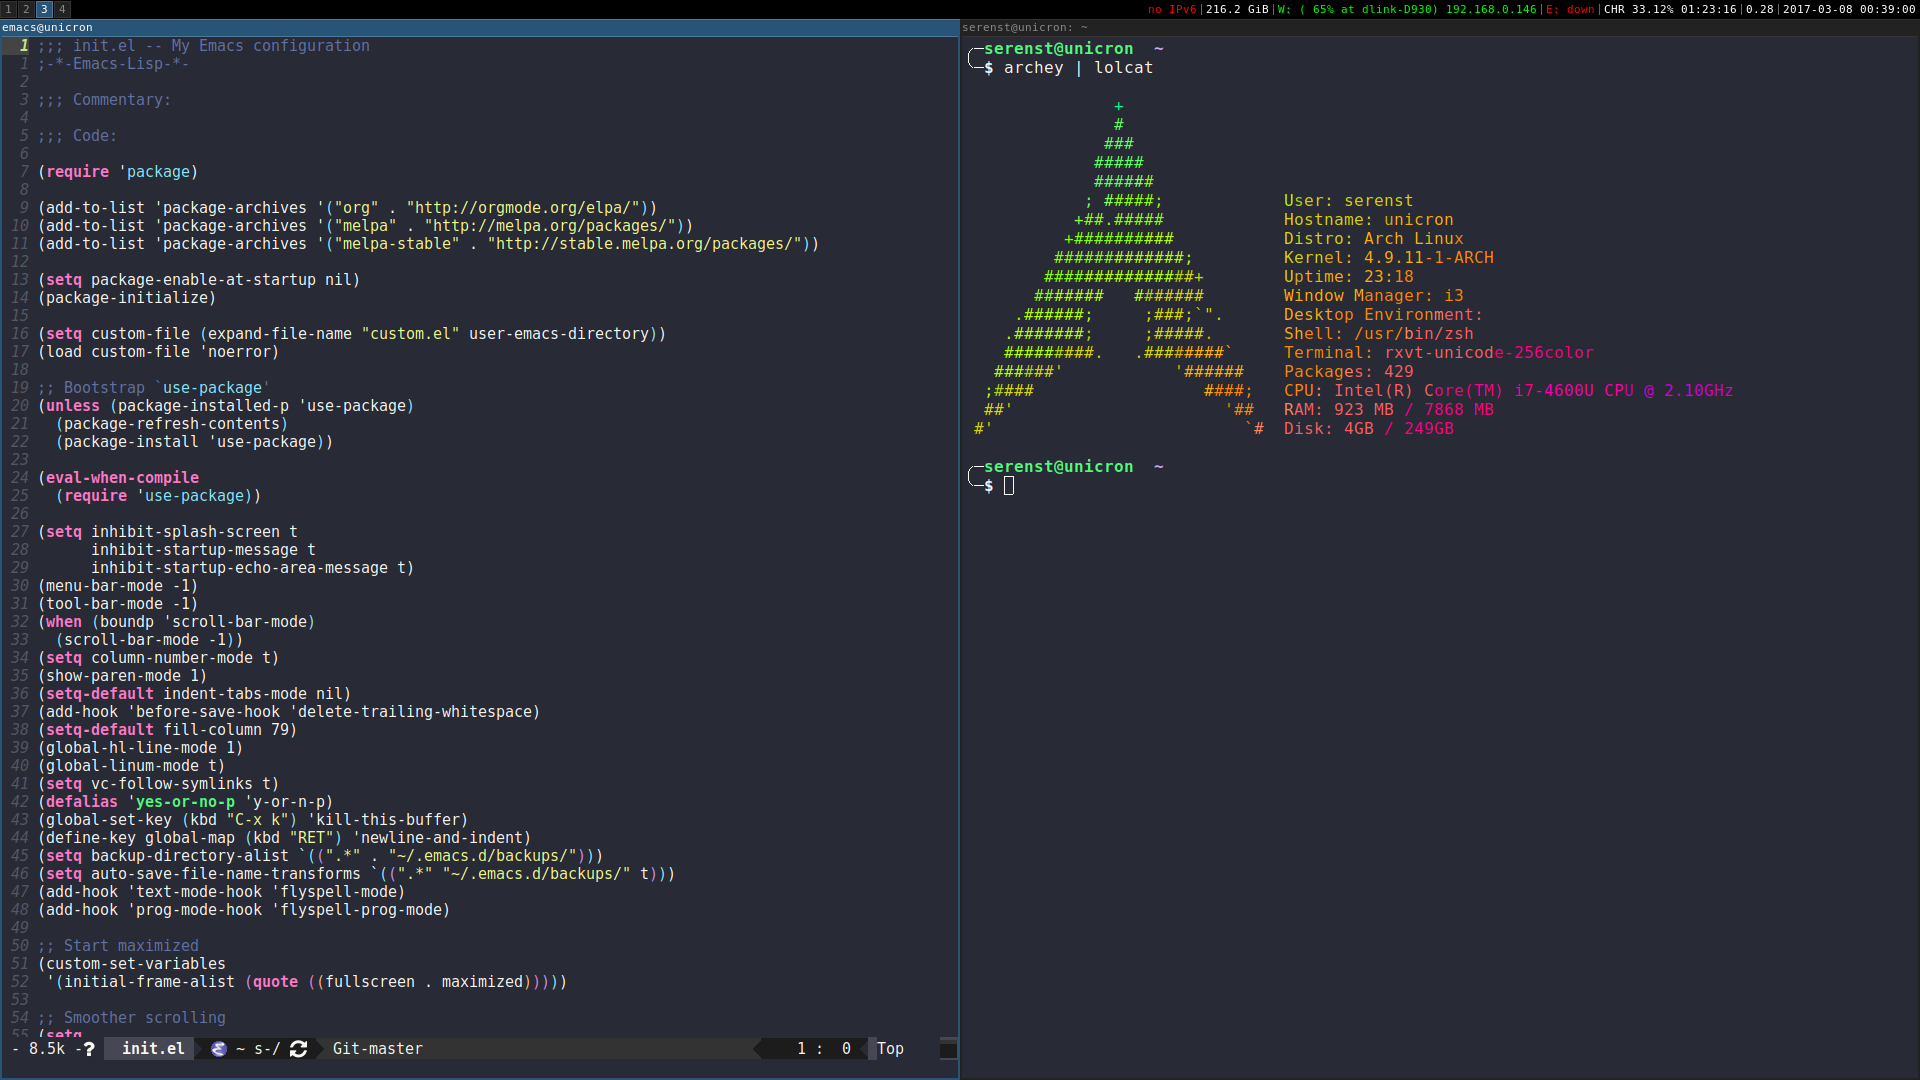 1 2 3 4
no IPv6|216.2 GiB|W: ( 65% at dlink-D930) 192.168.0.146|E: down|CHR 33.12% 01:23:16|0.28|2017-03-08 00:39:00
emacs@unicron
1 ;;; init.el -- My Emacs configuration
1 ;-*-Emacs-Lisp-*-
2
3 ;;; Commentary:
4
5 ;;; Code:
6
7 (require 'package)
8
9 (add-to-list 'package-archives '("org" . "http://orgmode.org/elpa/"))
10 (add-to-list 'package-archives '("melpa" . "http://melpa.org/packages/"))
11 (add-to-list 'package-archives '("melpa-stable" . "http://stable.melpa.org/packages/"))
12
13 (setq package-enable-at-startup nil)
14 (package-initialize)
15
16 (setq custom-file (expand-file-name "custom.el" user-emacs-directory))
17 (load custom-file 'noerror)
18
19 ;; Bootstrap `use-package'
20 (unless (package-installed-p 'use-package)
21   (package-refresh-contents)
22   (package-install 'use-package))
23
24 (eval-when-compile
25   (require 'use-package))
26
27 (setq inhibit-splash-screen t
28       inhibit-startup-message t
29       inhibit-startup-echo-area-message t)
30 (menu-bar-mode -1)
31 (tool-bar-mode -1)
32 (when (boundp 'scroll-bar-mode)
33   (scroll-bar-mode -1))
34 (setq column-number-mode t)
35 (show-paren-mode 1)
36 (setq-default indent-tabs-mode nil)
37 (add-hook 'before-save-hook 'delete-trailing-whitespace)
38 (setq-default fill-column 79)
39 (global-hl-line-mode 1)
40 (global-linum-mode t)
41 (setq vc-follow-symlinks t)
42 (defalias 'yes-or-no-p 'y-or-n-p)
43 (global-set-key (kbd "C-x k") 'kill-this-buffer)
44 (define-key global-map (kbd "RET") 'newline-and-indent)
45 (setq backup-directory-alist `((".*" . "~/.emacs.d/backups/")))
46 (setq auto-save-file-name-transforms `((".*" "~/.emacs.d/backups/" t)))
47 (add-hook 'text-mode-hook 'flyspell-mode)
48 (add-hook 'prog-mode-hook 'flyspell-prog-mode)
49
50 ;; Start maximized
51 (custom-set-variables
52  '(initial-frame-alist (quote ((fullscreen . maximized)))))
53
54 ;; Smoother scrolling
55 (setq
- 8.5k -? init.el ~ s-/ Git-master 1 : 0 Top
serenst@unicron: ~
serenst@unicron ~
$ archey | lolcat
+
#
###
#####
######
; #####; User: serenst
+##.##### Hostname: unicron
+########## Distro: Arch Linux
#############; Kernel: 4.9.11-1-ARCH
###############+ Uptime: 23:18
####### ####### Window Manager: i3
.######; ;###;`". Desktop Environment:
.#######; ;#####. Shell: /usr/bin/zsh
#########. .########` Terminal: rxvt-unicode-256color
######' '###### Packages: 429
;#### ####; CPU: Intel(R) Core(TM) i7-4600U CPU @ 2.10GHz
##' '## RAM: 923 MB / 7868 MB
#' `# Disk: 4GB / 249GB
serenst@unicron ~
$